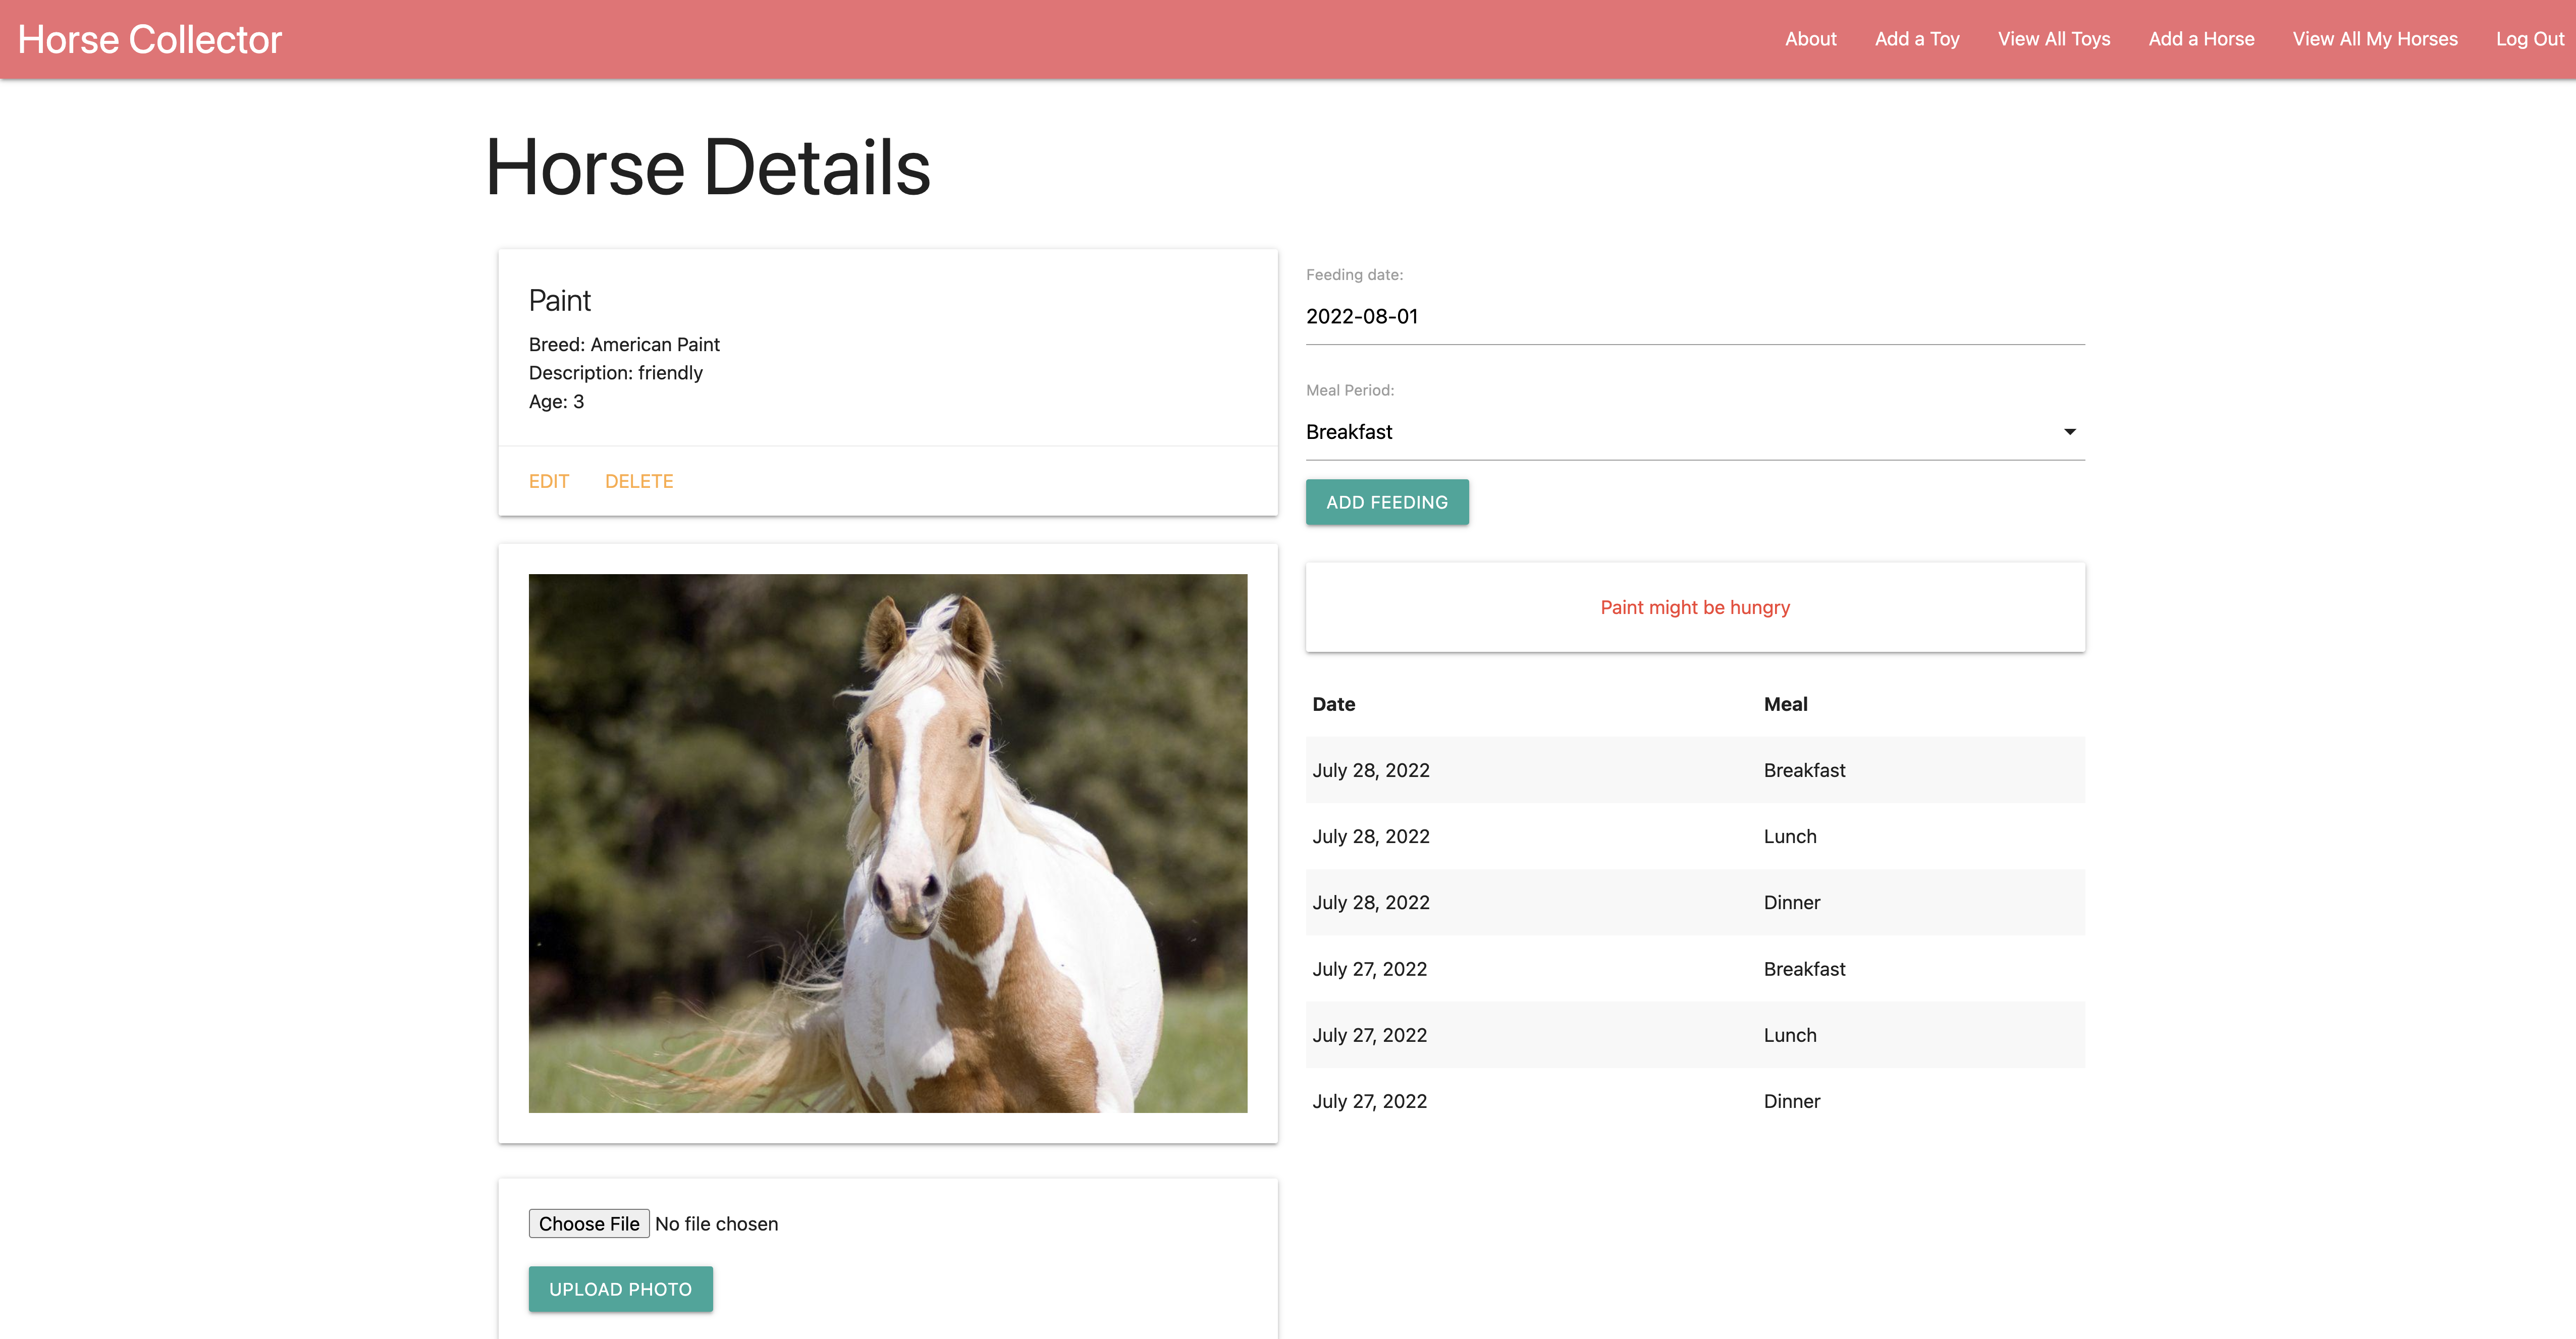 Horse Collector
About Add a Toy View All Toys Add a Horse View All My Horses Log Out
Horse Details
Paint
Breed: American Paint
Description: friendly
Age: 3
EDIT DELETE
Choose File No file chosen
UPLOAD PHOTO
Feeding date:
2022-08-01
Meal Period:
Breakfast
ADD FEEDING
Paint might be hungry
Date Meal
July 28, 2022 Breakfast
July 28, 2022 Lunch
July 28, 2022 Dinner
July 27, 2022 Breakfast
July 27, 2022 Lunch
July 27, 2022 Dinner